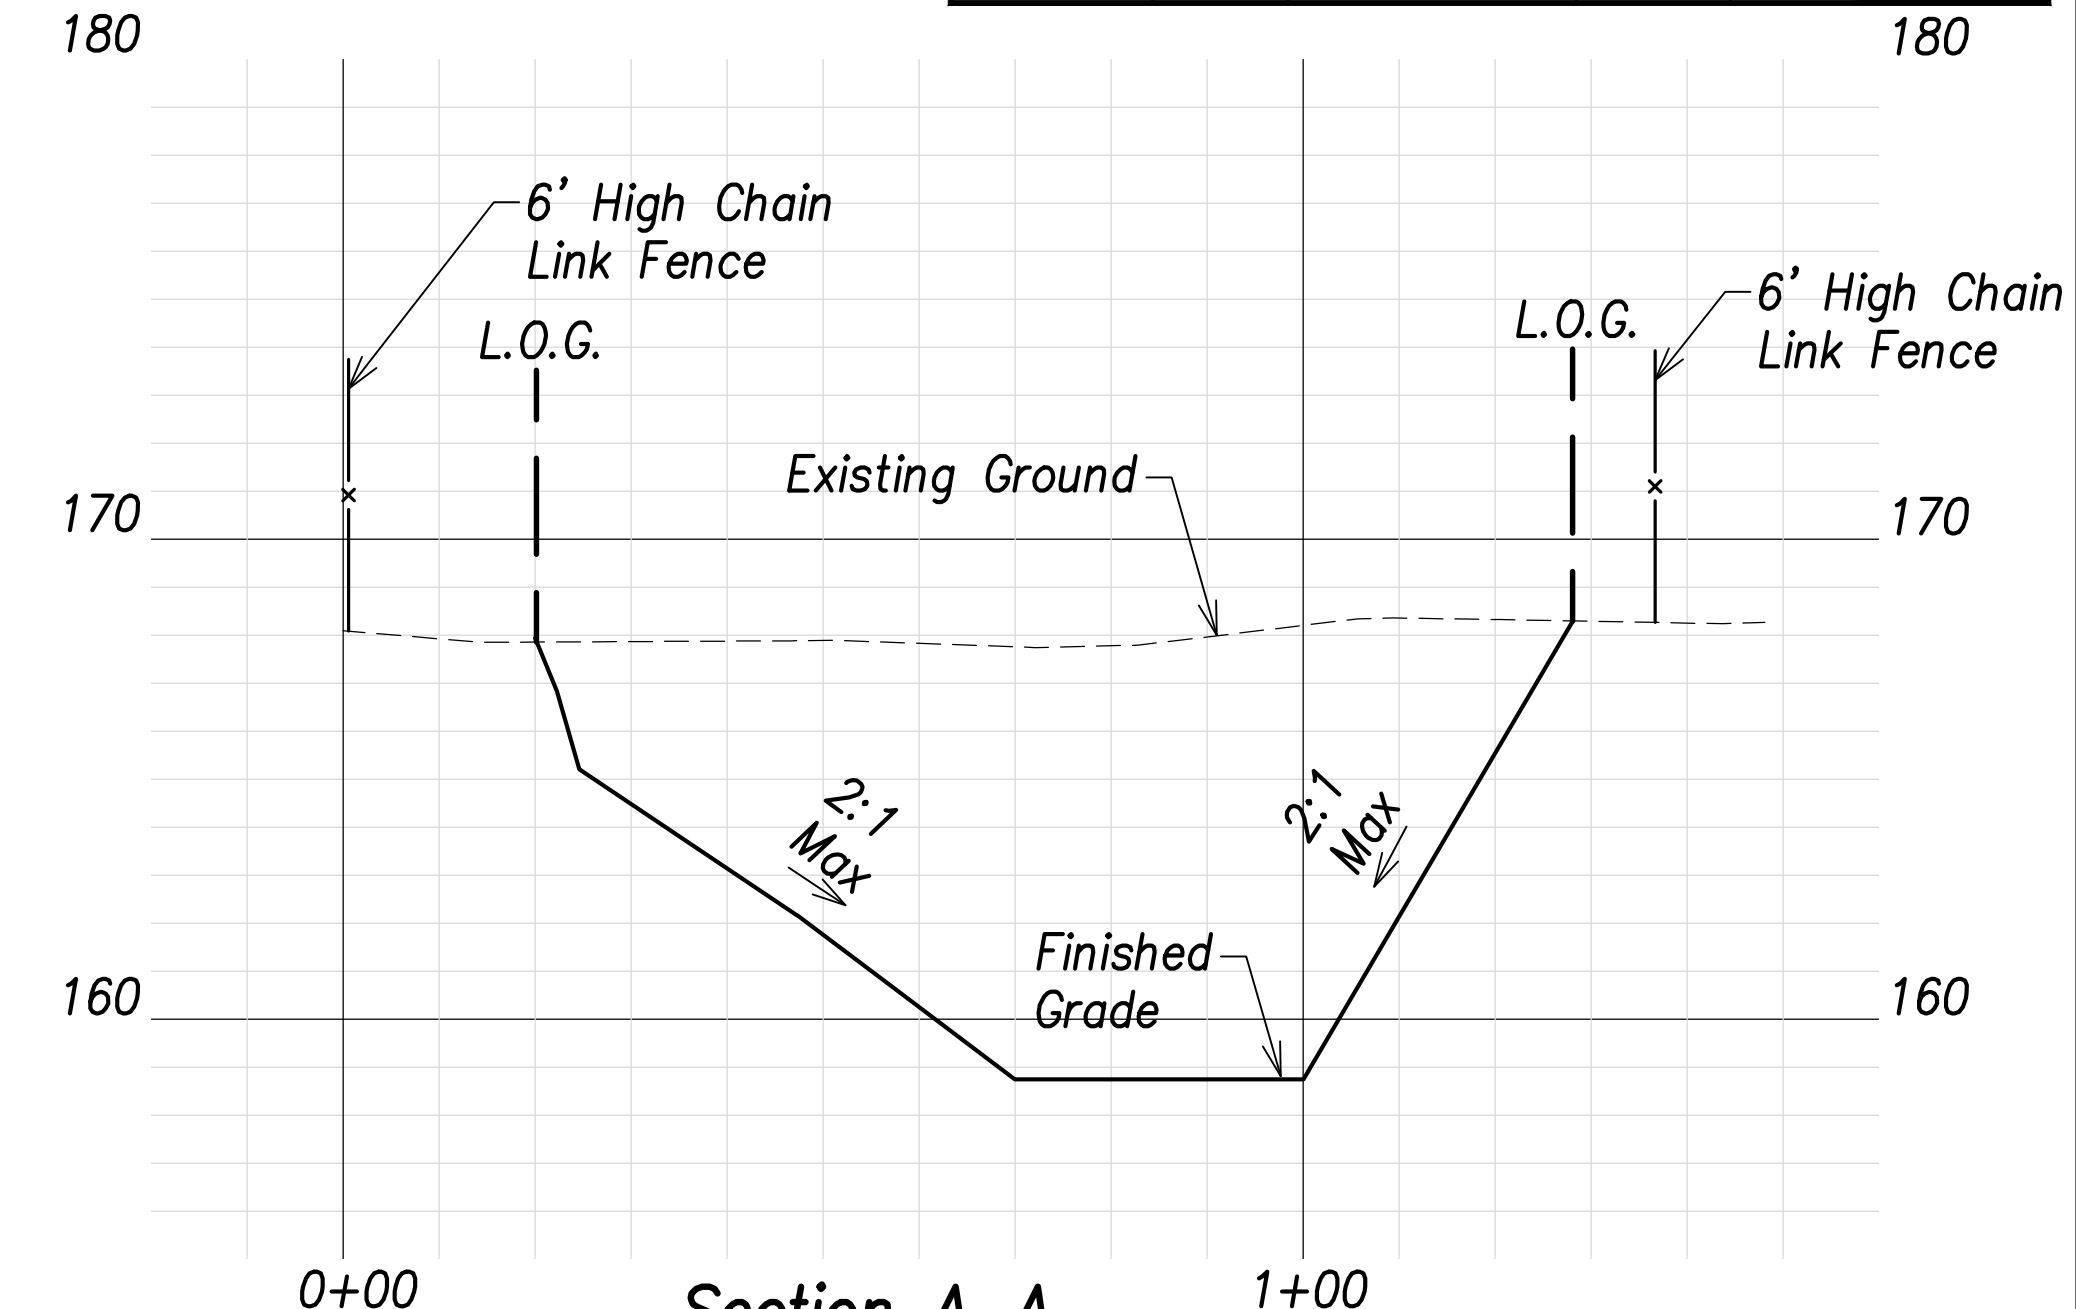 180
180
6' High Chain
Link Fence
6' High Chain
Link Fence
L.O.G.
L.O.G.
Existing Ground
170
170
2:1
Max
2:1
Max
Finished
Grade
160
160
0+00
1+00
Section A-A